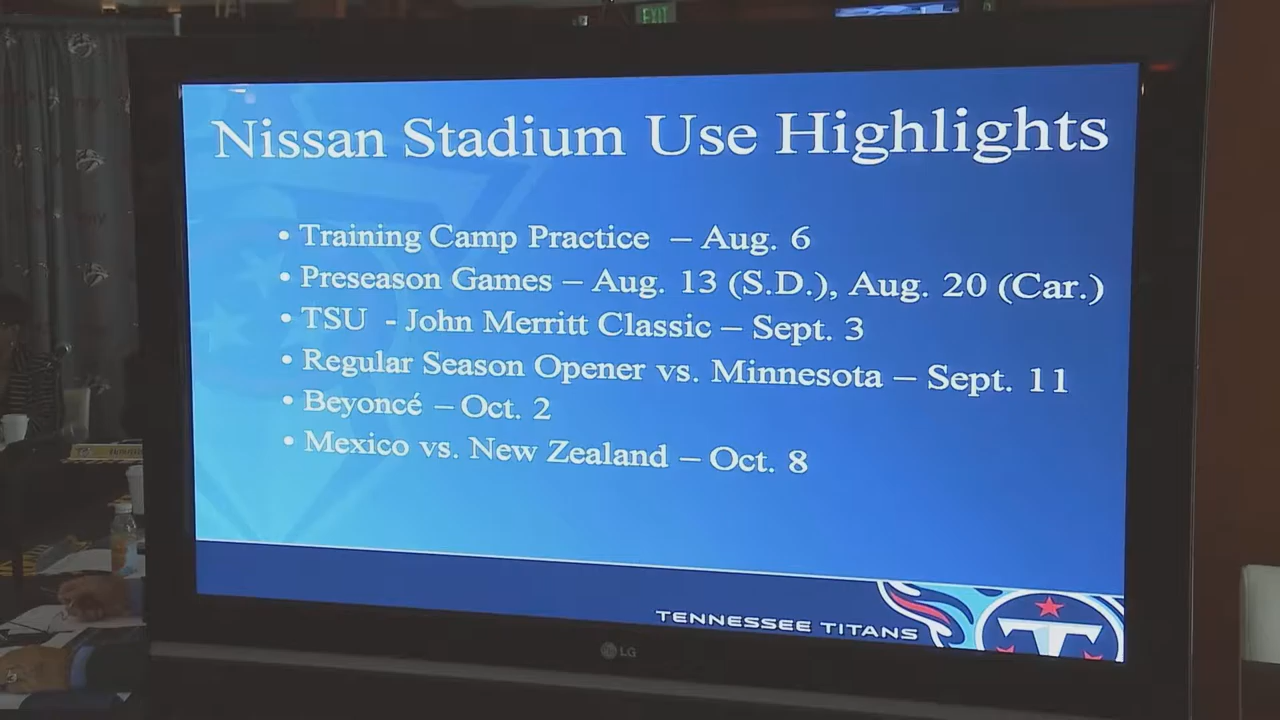 EXIT
Nissan Stadium Use Highlights
• Training Camp Practice – Aug. 6
• Preseason Games – Aug. 13 (S.D.), Aug. 20 (Car.)
• TSU - John Merritt Classic – Sept. 3
• Regular Season Opener vs. Minnesota – Sept. 11
• Beyoncé – Oct. 2
• Mexico vs. New Zealand – Oct. 8
TENNESSEE TITANS
T
LG